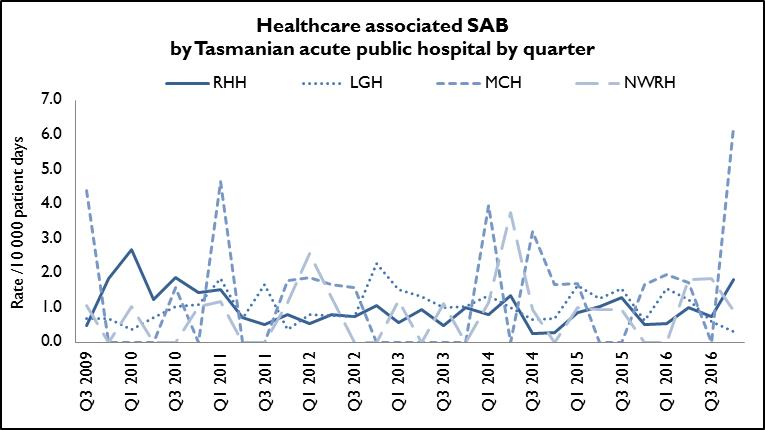 Healthcare associated SAB
by Tasmanian acute public hospital by quarter
RHH LGH MCH NWRH
Rate /10 000 patient days
7.0
6.0
5.0
4.0
3.0
2.0
1.0
0.0
Q3 2009
Q1 2010
Q3 2010
Q1 2011
Q3 2011
Q1 2012
Q3 2012
Q1 2013
Q3 2013
Q1 2014
Q3 2014
Q1 2015
Q3 2015
Q1 2016
Q3 2016